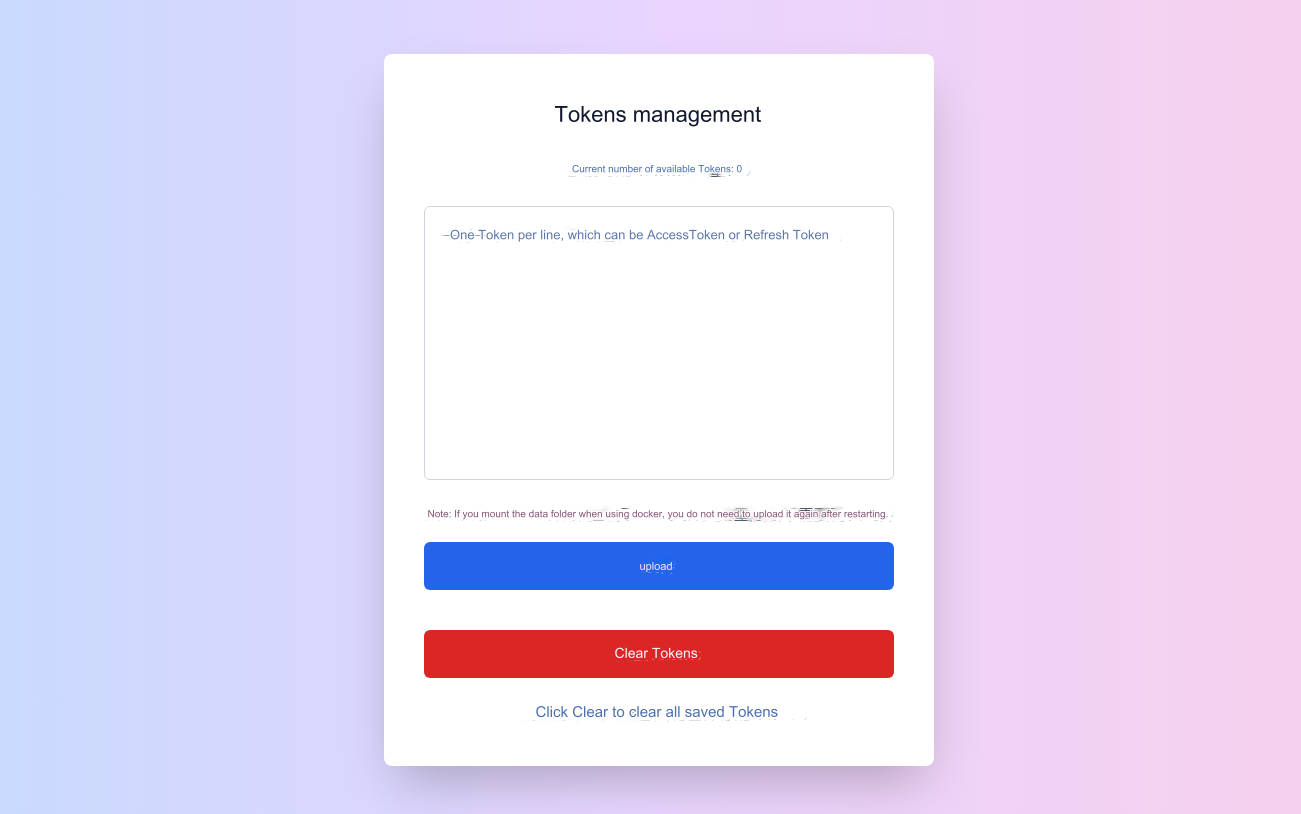 Tokens management
Current number of available Tokens: 0
One Token per line, which can be AccessToken or Refresh Token
Note: If you mount the data folder when using docker, you do not need to upload it again after restarting.
upload
Clear Tokens
Click Clear to clear all saved Tokens